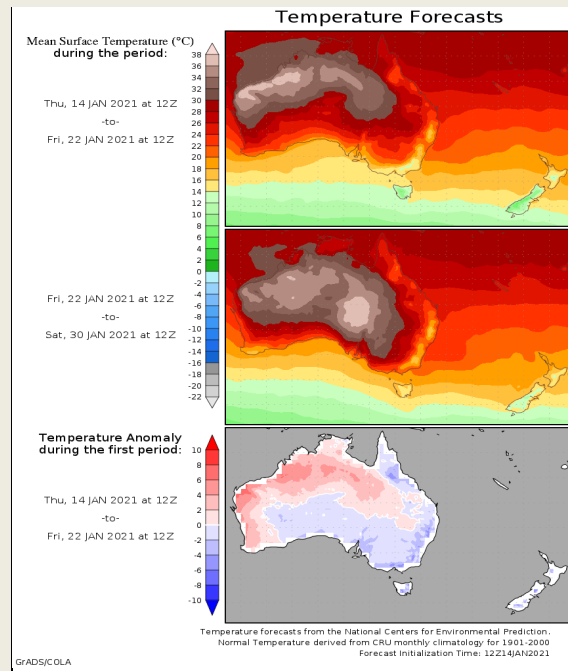 Temperature Forecasts
Mean Surface Temperature (°C)
during the period:
Thu, 14 JAN 2021 at 12Z
-to-
Fri, 22 JAN 2021 at 12Z
38
36
34
32
30
28
26
24
22
20
18
16
14
12
10
8
6
4
2
0
-2
-4
-6
-8
-10
-12
-14
-16
-18
-20
-22
Fri, 22 JAN 2021 at 12Z
-to-
Sat, 30 JAN 2021 at 12Z
Temperature Anomaly
during the first period:
Thu, 14 JAN 2021 at 12Z
-to-
Fri, 22 JAN 2021 at 12Z
10
8
6
4
2
0
-2
-4
-6
-8
-10
Temperature forecasts from the National Centers for Environmental Prediction.
Normal Temperature derived from CRU monthly climatology for 1901-2000
Forecast Initialization Time: 12Z14JAN2021
GrADS/COLA